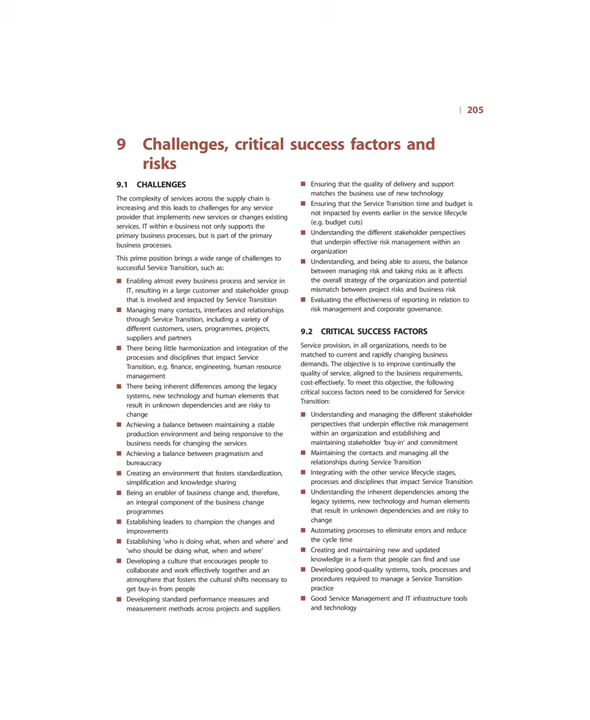 205
9 Challenges, critical success factors and
risks
9.1 CHALLENGES
The complexity of services across the supply chain is
increasing and this leads to challenges for any service
provider that implements new services or changes existing
services. IT within e-business not only supports the
primary business processes, but is part of the primary
business processes.
This prime position brings a wide range of challenges to
successful Service Transition, such as:
■ Enabling almost every business process and service in
IT, resulting in a large customer and stakeholder group
that is involved and impacted by Service Transition
■ Managing many contacts, interfaces and relationships
through Service Transition, including a variety of
different customers, users, programmes, projects,
suppliers and partners
■ There being little harmonization and integration of the
processes and disciplines that impact Service
Transition, e.g. finance, engineering, human resource
management
■ There being inherent differences among the legacy
systems, new technology and human elements that
result in unknown dependencies and are risky to
change
■ Achieving a balance between maintaining a stable
production environment and being responsive to the
business needs for changing the services
■ Achieving a balance between pragmatism and
bureaucracy
■ Creating an environment that fosters standardization,
simplification and knowledge sharing
■ Being an enabler of business change and, therefore,
an integral component of the business change
programmes
■ Establishing leaders to champion the changes and
improvements
■ Establishing 'who is doing what, when and where' and
'who should be doing what, when and where'
■ Developing a culture that encourages people to
collaborate and work effectively together and an
atmosphere that fosters the cultural shifts necessary to
get buy-in from people
■ Developing standard performance measures and
measurement methods across projects and suppliers
■ Ensuring that the quality of delivery and support
matches the business use of new technology
■ Ensuring that the Service Transition time and budget is
not impacted by events earlier in the service lifecycle
(e.g. budget cuts)
■ Understanding the different stakeholder perspectives
that underpin effective risk management within an
organization
■ Understanding, and being able to assess, the balance
between managing risk and taking risks as it affects
the overall strategy of the organization and potential
mismatch between project risks and business risk
■ Evaluating the effectiveness of reporting in relation to
risk management and corporate governance.
9.2 CRITICAL SUCCESS FACTORS
Service provision, in all organizations, needs to be
matched to current and rapidly changing business
demands. The objective is to improve continually the
quality of service, aligned to the business requirements,
cost-effectively. To meet this objective, the following
critical success factors need to be considered for Service
Transition:
■ Understanding and managing the different stakeholder
perspectives that underpin effective risk management
within an organization and establishing and
maintaining stakeholder 'buy-in' and commitment
■ Maintaining the contacts and managing all the
relationships during Service Transition
■ Integrating with the other service lifecycle stages,
processes and disciplines that impact Service Transition
■ Understanding the inherent dependencies among the
legacy systems, new technology and human elements
that result in unknown dependencies and are risky to
change
■ Automating processes to eliminate errors and reduce
the cycle time
■ Creating and maintaining new and updated
knowledge in a form that people can find and use
■ Developing good-quality systems, tools, processes and
procedures required to manage a Service Transition
practice
■ Good Service Management and IT infrastructure tools
and technology